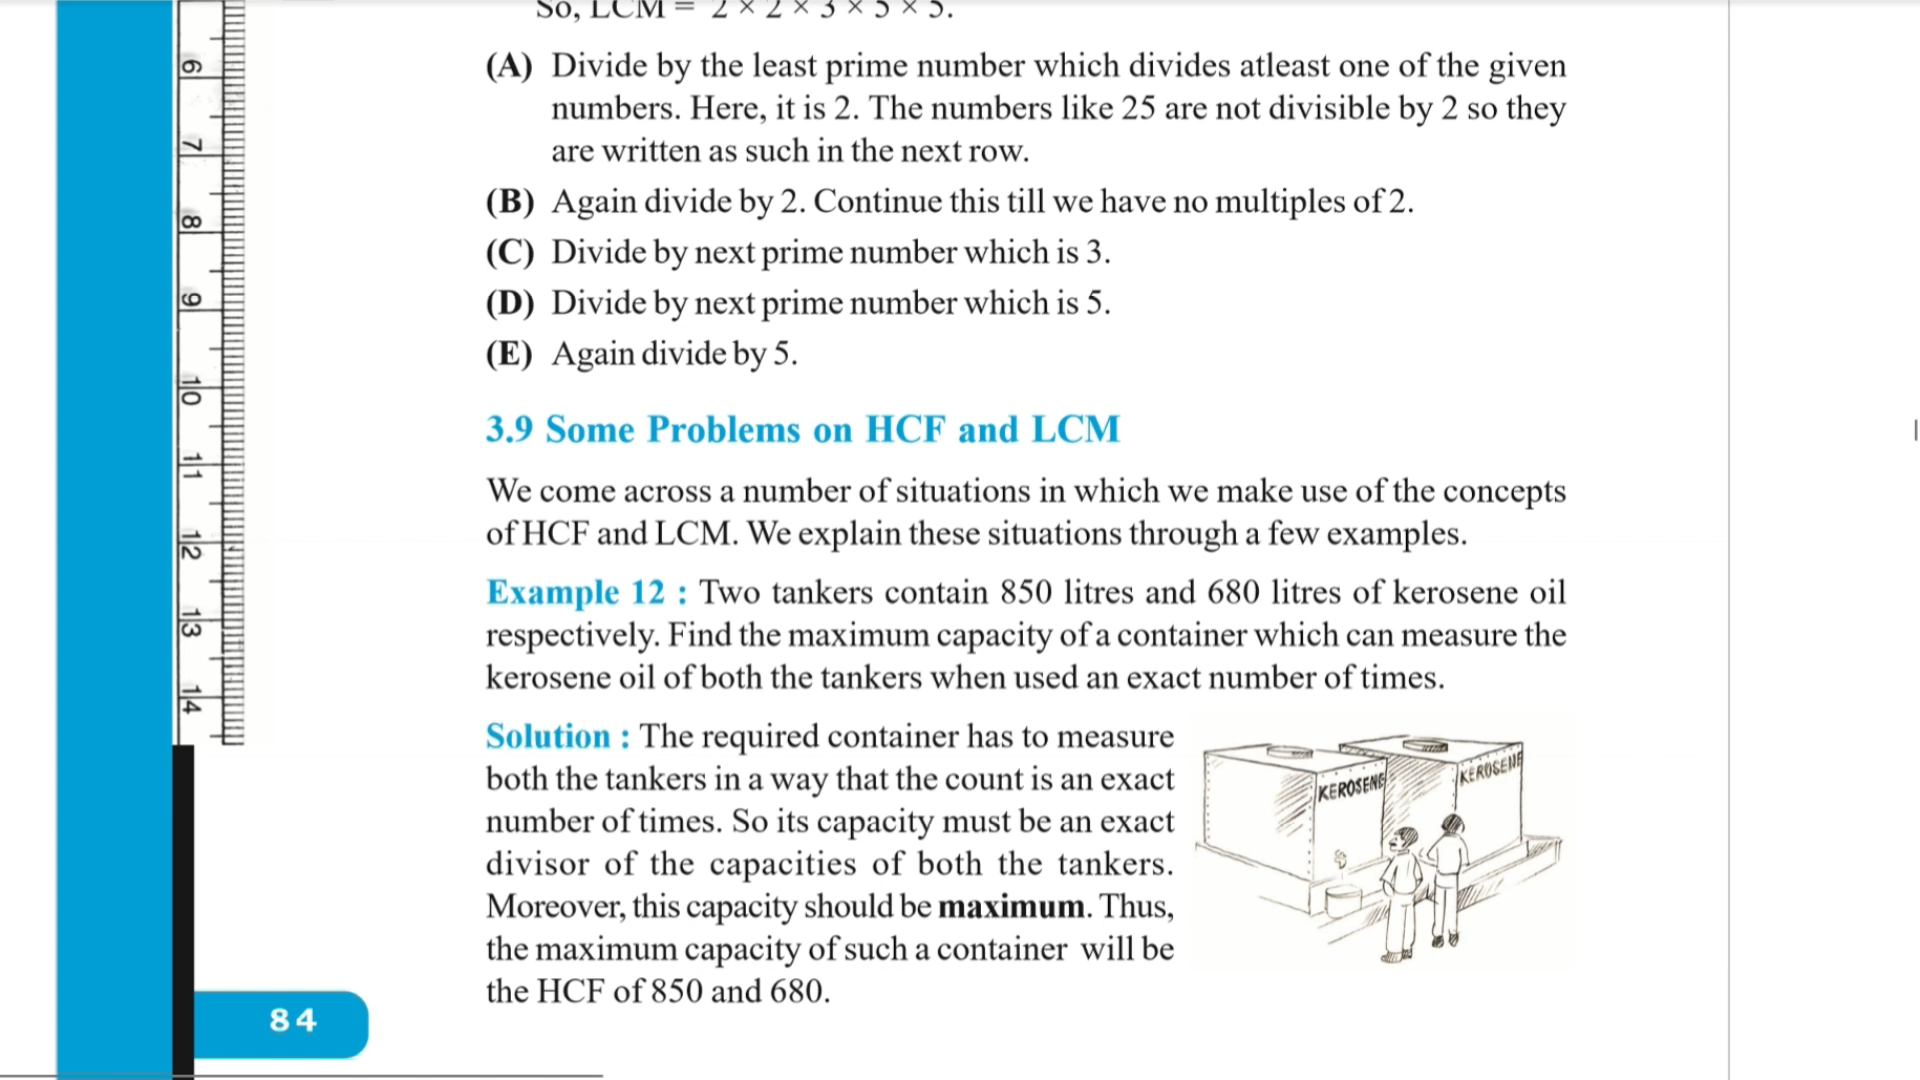 So, LCM = 2 × 2 × 3 × 5 × 5.
(A) Divide by the least prime number which divides atleast one of the given
numbers. Here, it is 2. The numbers like 25 are not divisible by 2 so they
are written as such in the next row.
(B) Again divide by 2. Continue this till we have no multiples of 2.
(C) Divide by next prime number which is 3.
(D) Divide by next prime number which is 5.
(E) Again divide by 5.
3.9 Some Problems on HCF and LCM
We come across a number of situations in which we make use of the concepts
of HCF and LCM. We explain these situations through a few examples.
Example 12 : Two tankers contain 850 litres and 680 litres of kerosene oil
respectively. Find the maximum capacity of a container which can measure the
kerosene oil of both the tankers when used an exact number of times.
Solution : The required container has to measure
both the tankers in a way that the count is an exact
number of times. So its capacity must be an exact
divisor of the capacities of both the tankers.
Moreover, this capacity should be maximum. Thus,
the maximum capacity of such a container will be
the HCF of 850 and 680.
KEROSENE
KEROSENE
6
7
8
9
10
11
12
13
14
84